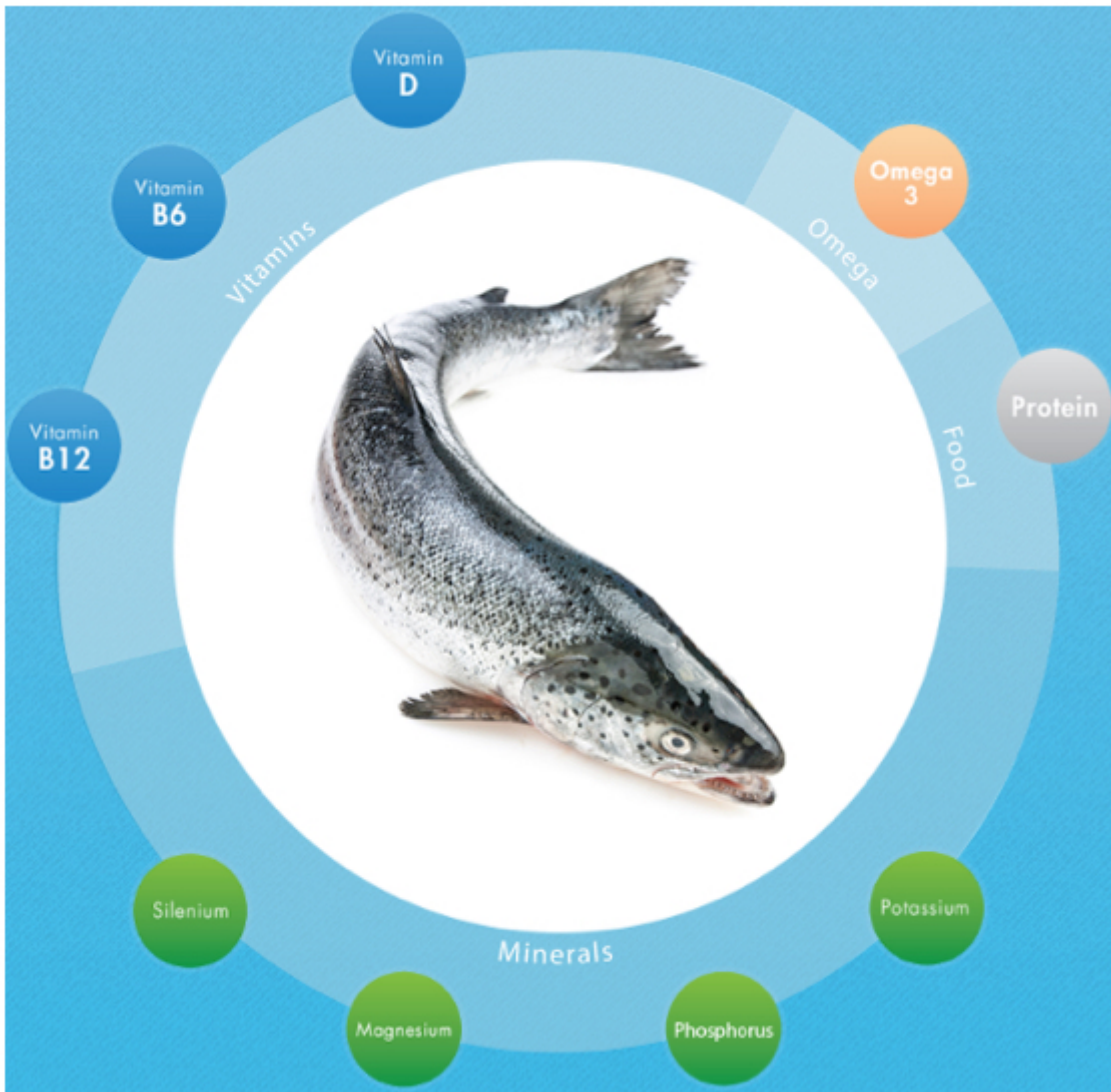 Vitamin
D
Vitamin
B6
Vitamin
B12
Vitamins
Omega
3
Omega
Protein
Food
Silenium
Magnesium
Phosphorus
Potassium
Minerals